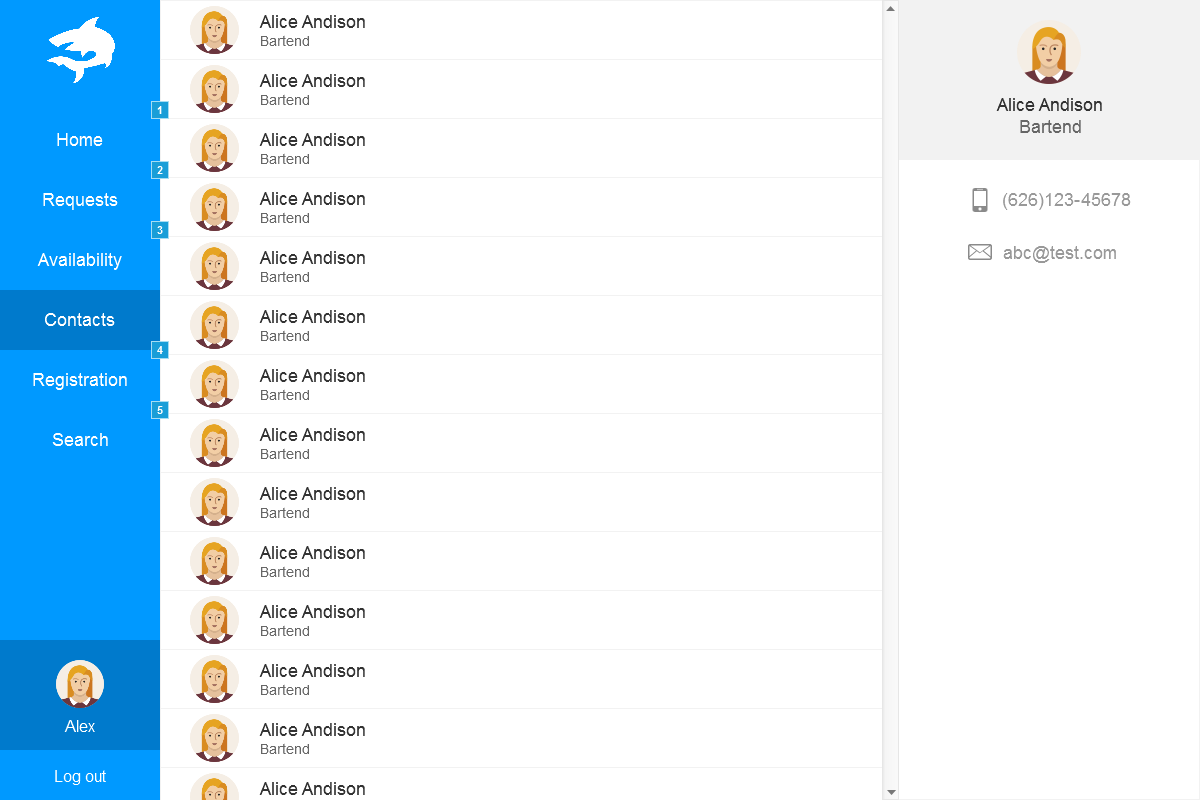 1
Home
2
Requests
3
Availability
Contacts
4
Registration
5
Search
Alex
Log out
Alice Andison
Bartend
Alice Andison
Bartend
Alice Andison
Bartend
Alice Andison
Bartend
Alice Andison
Bartend
Alice Andison
Bartend
Alice Andison
Bartend
Alice Andison
Bartend
Alice Andison
Bartend
Alice Andison
Bartend
Alice Andison
Bartend
Alice Andison
Bartend
Alice Andison
Bartend
Alice Andison
Alice Andison
Bartend
(626)123-45678
abc@test.com